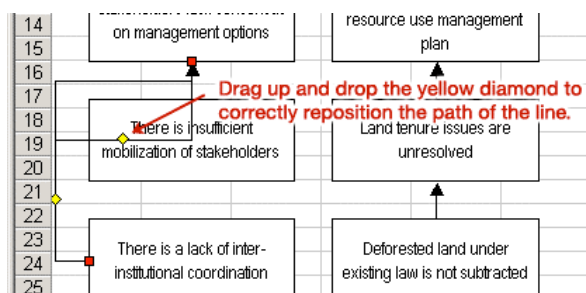 14
on management options
resource use management
15
plan
16
17
Drag up and drop the yellow diamond to
correctly reposition the path of the line.
18
There is insufficient
Land tenure issues are
19
mobilization of stakeholders
unresolved
20
21
22
23
There is a lack of inter-
Deforested land under
24
institutional coordination
existing law is not subtracted
25